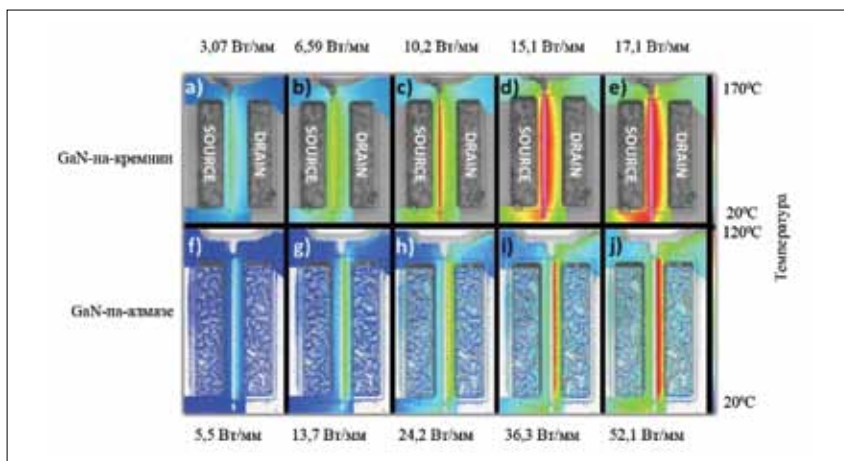 3,07 Вт/мм 6,59 Вт/мм 10,2 Вт/мм 15,1 Вт/мм 17,1 Вт/мм
a) b) c) d) e)
170ºC
SOURCE DRAIN SOURCE DRAIN SOURCE DRAIN SOURCE DRAIN SOURCE DRAIN
GaN-на-кремнии
20ºC
120ºC
Температура
f) g) h) i) j)
GaN-на-алмазе
20ºC
5,5 Вт/мм 13,7 Вт/мм 24,2 Вт/мм 36,3 Вт/мм 52,1 Вт/мм